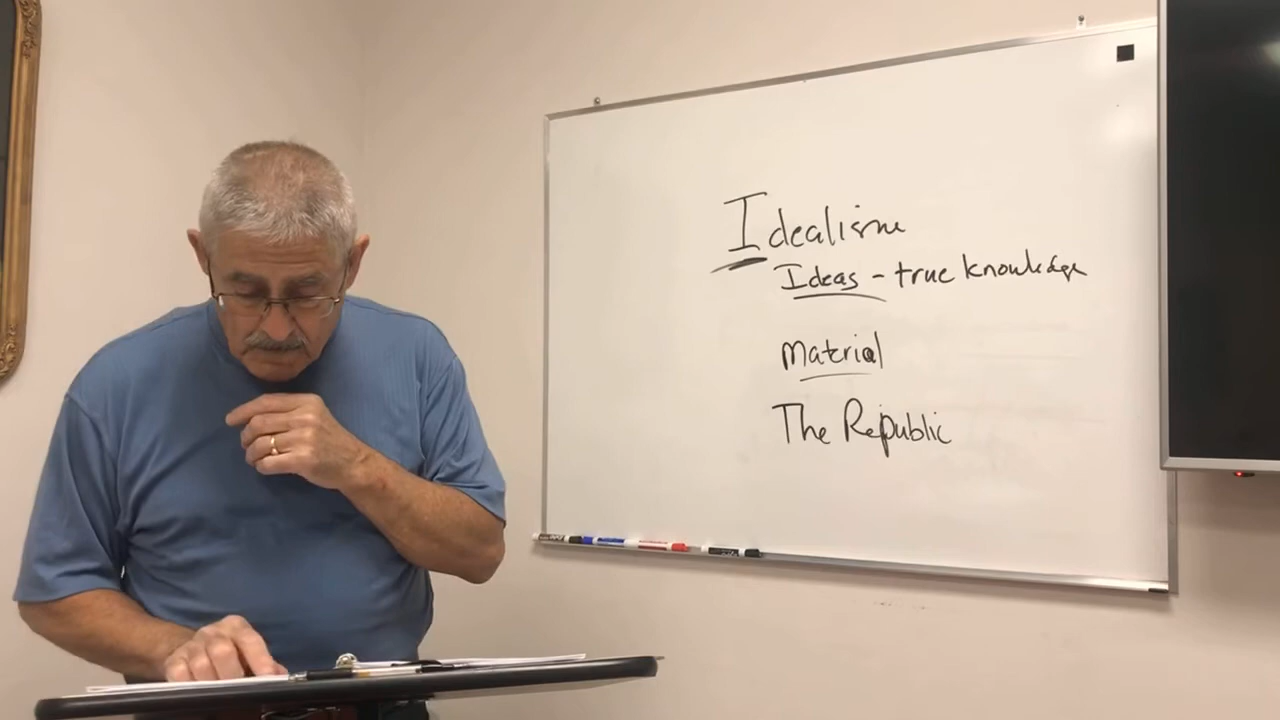 Idealism
Ideas - true knowledge
Material
The Republic